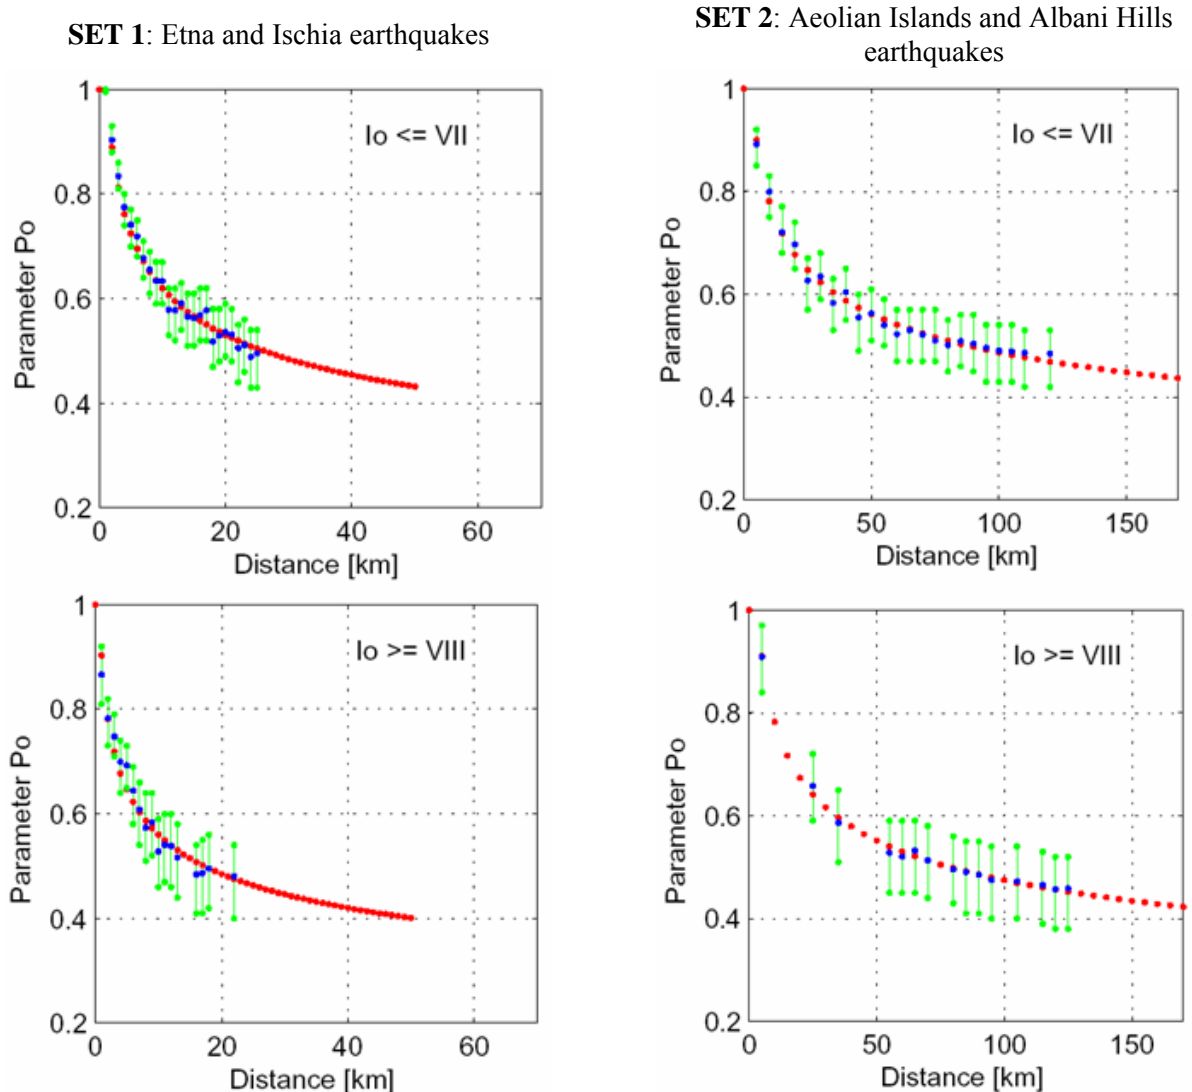 SET 1: Etna and Ischia earthquakes
SET 2: Aeolian Islands and Albani Hills
earthquakes
1
0.8
0.6
0.4
0.2
Parameter Po
Io <= VII
0 20 40 60
Distance [km]
1
0.8
0.6
0.4
0.2
Parameter Po
Io <= VII
0 50 100 150
Distance [km]
1
0.8
0.6
0.4
0.2
Parameter Po
Io >= VIII
0 20 40 60
Distance [km]
1
0.8
0.6
0.4
0.2
Parameter Po
Io >= VIII
0 50 100 150
Distance [km]